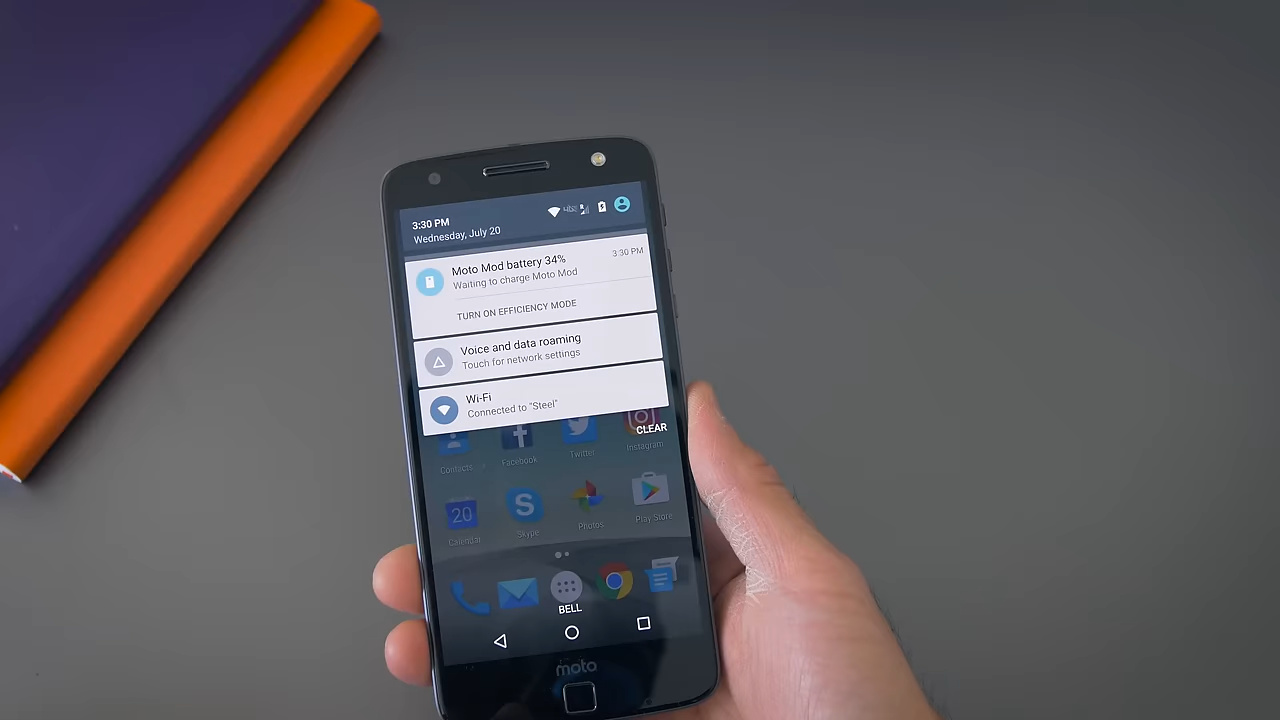 3:30 PM
Wednesday, July 20
Moto Mod battery 34%
3:30 PM
Waiting to charge Moto Mod
TURN ON EFFICIENCY MODE
Voice and data roaming
Touch for network settings
Wi-Fi
Connected to "Steel"
CLEAR
Contacts
Facebook
Twitter
Instagram
20
Calendar
Skype
Photos
Play Store
BELL
moto